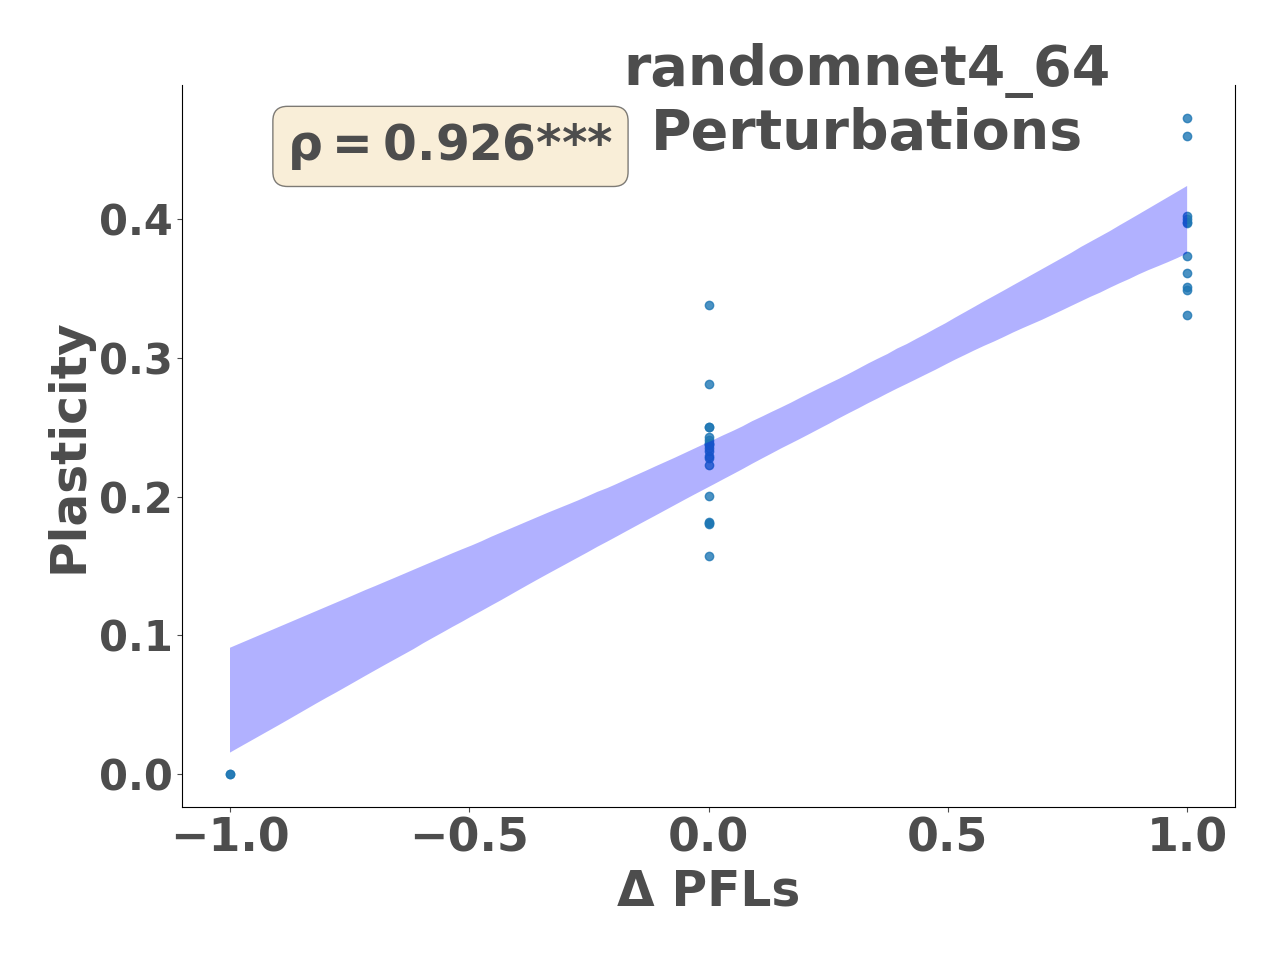 randomnet4_64
Perturbations
ρ = 0.926***
Plasticity
0.4
0.3
0.2
0.1
0.0
−1.0 −0.5 0.0 0.5 1.0
Δ PFLs